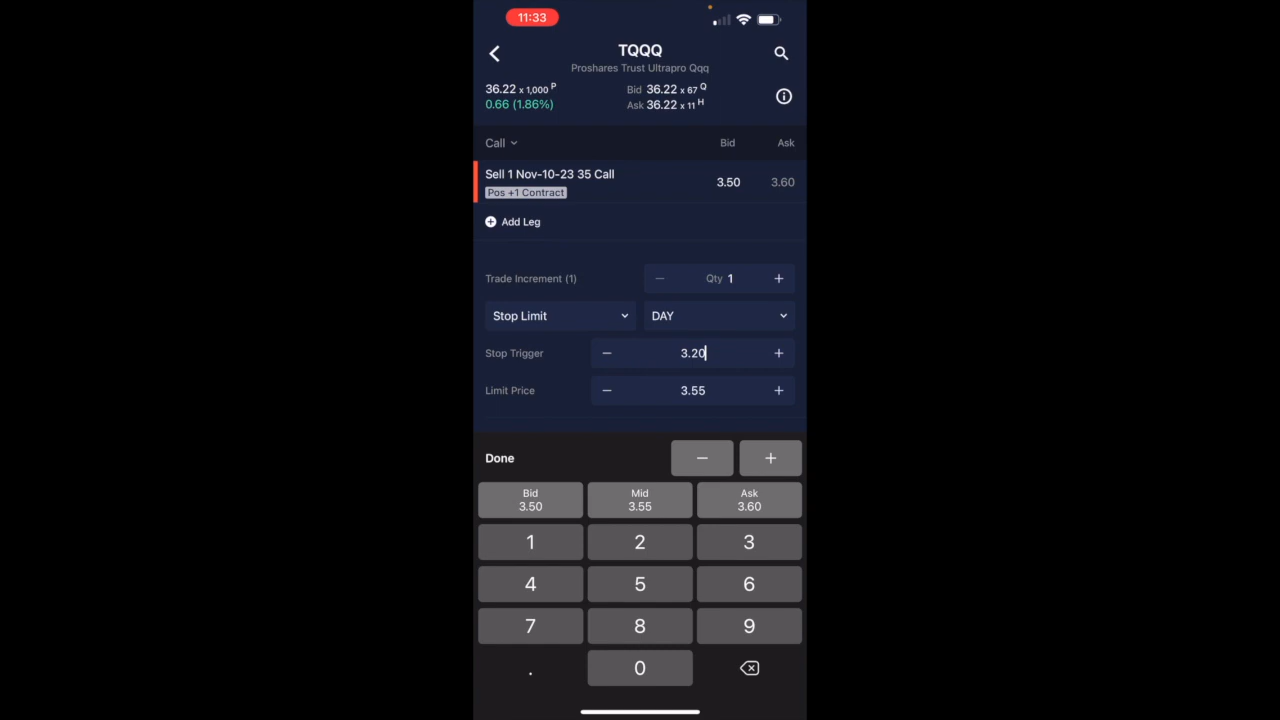 11:33
TQQQ
Proshares Trust Ultrapro Qqq
36.22 x 1,000 P
Bid 36.22 x 67 Q
0.66 (1.86%)
Ask 36.22 x 11 H
Call Bid Ask
Sell 1 Nov-10-23 35 Call
3.50 3.60
Pos +1 Contract
Add Leg
Trade Increment (1) − Qty 1 +
Stop Limit DAY
Stop Trigger − 3.20 +
Limit Price − 3.55 +
Done − +
Bid Mid Ask
3.50 3.55 3.60
1 2 3
4 5 6
7 8 9
. 0